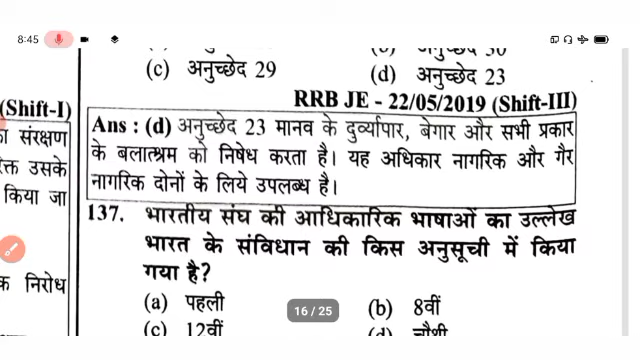 8:45
(b) अनुच्छेद 30
(c) अनुच्छेद 29
(d) अनुच्छेद 23
RRB JE - 22/05/2019 (Shift-III)
Ans : (d) अनुच्छेद 23 मानव के दुर्व्यापार, बेगार और सभी प्रकार
के बलात्श्रम को निषेध करता है। यह अधिकार नागरिक और गैर
नागरिक दोनों के लिये उपलब्ध है।
137. भारतीय संघ की आधिकारिक भाषाओं का उल्लेख
भारत के संविधान की किस अनुसूची में किया
गया है?
(a) पहली
(b) 8वीं
(c) 12वीं
(d) चौथी
16 / 25
(Shift-I)
संरक्षण
उसके
किया जा
निरोध